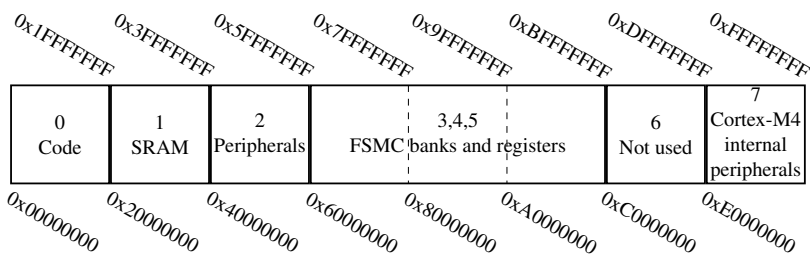 0x1FFFFFFF
0x3FFFFFFF
0x5FFFFFFF
0x7FFFFFFF
0x9FFFFFFF
0xBFFFFFFF
0xDFFFFFFF
0xFFFFFFFF
0
Code
1
SRAM
2
Peripherals
3,4,5
FSMC banks and registers
6
Not used
7
Cortex-M4
internal
peripherals
0x00000000
0x20000000
0x40000000
0x60000000
0x80000000
0xA0000000
0xC0000000
0xE0000000